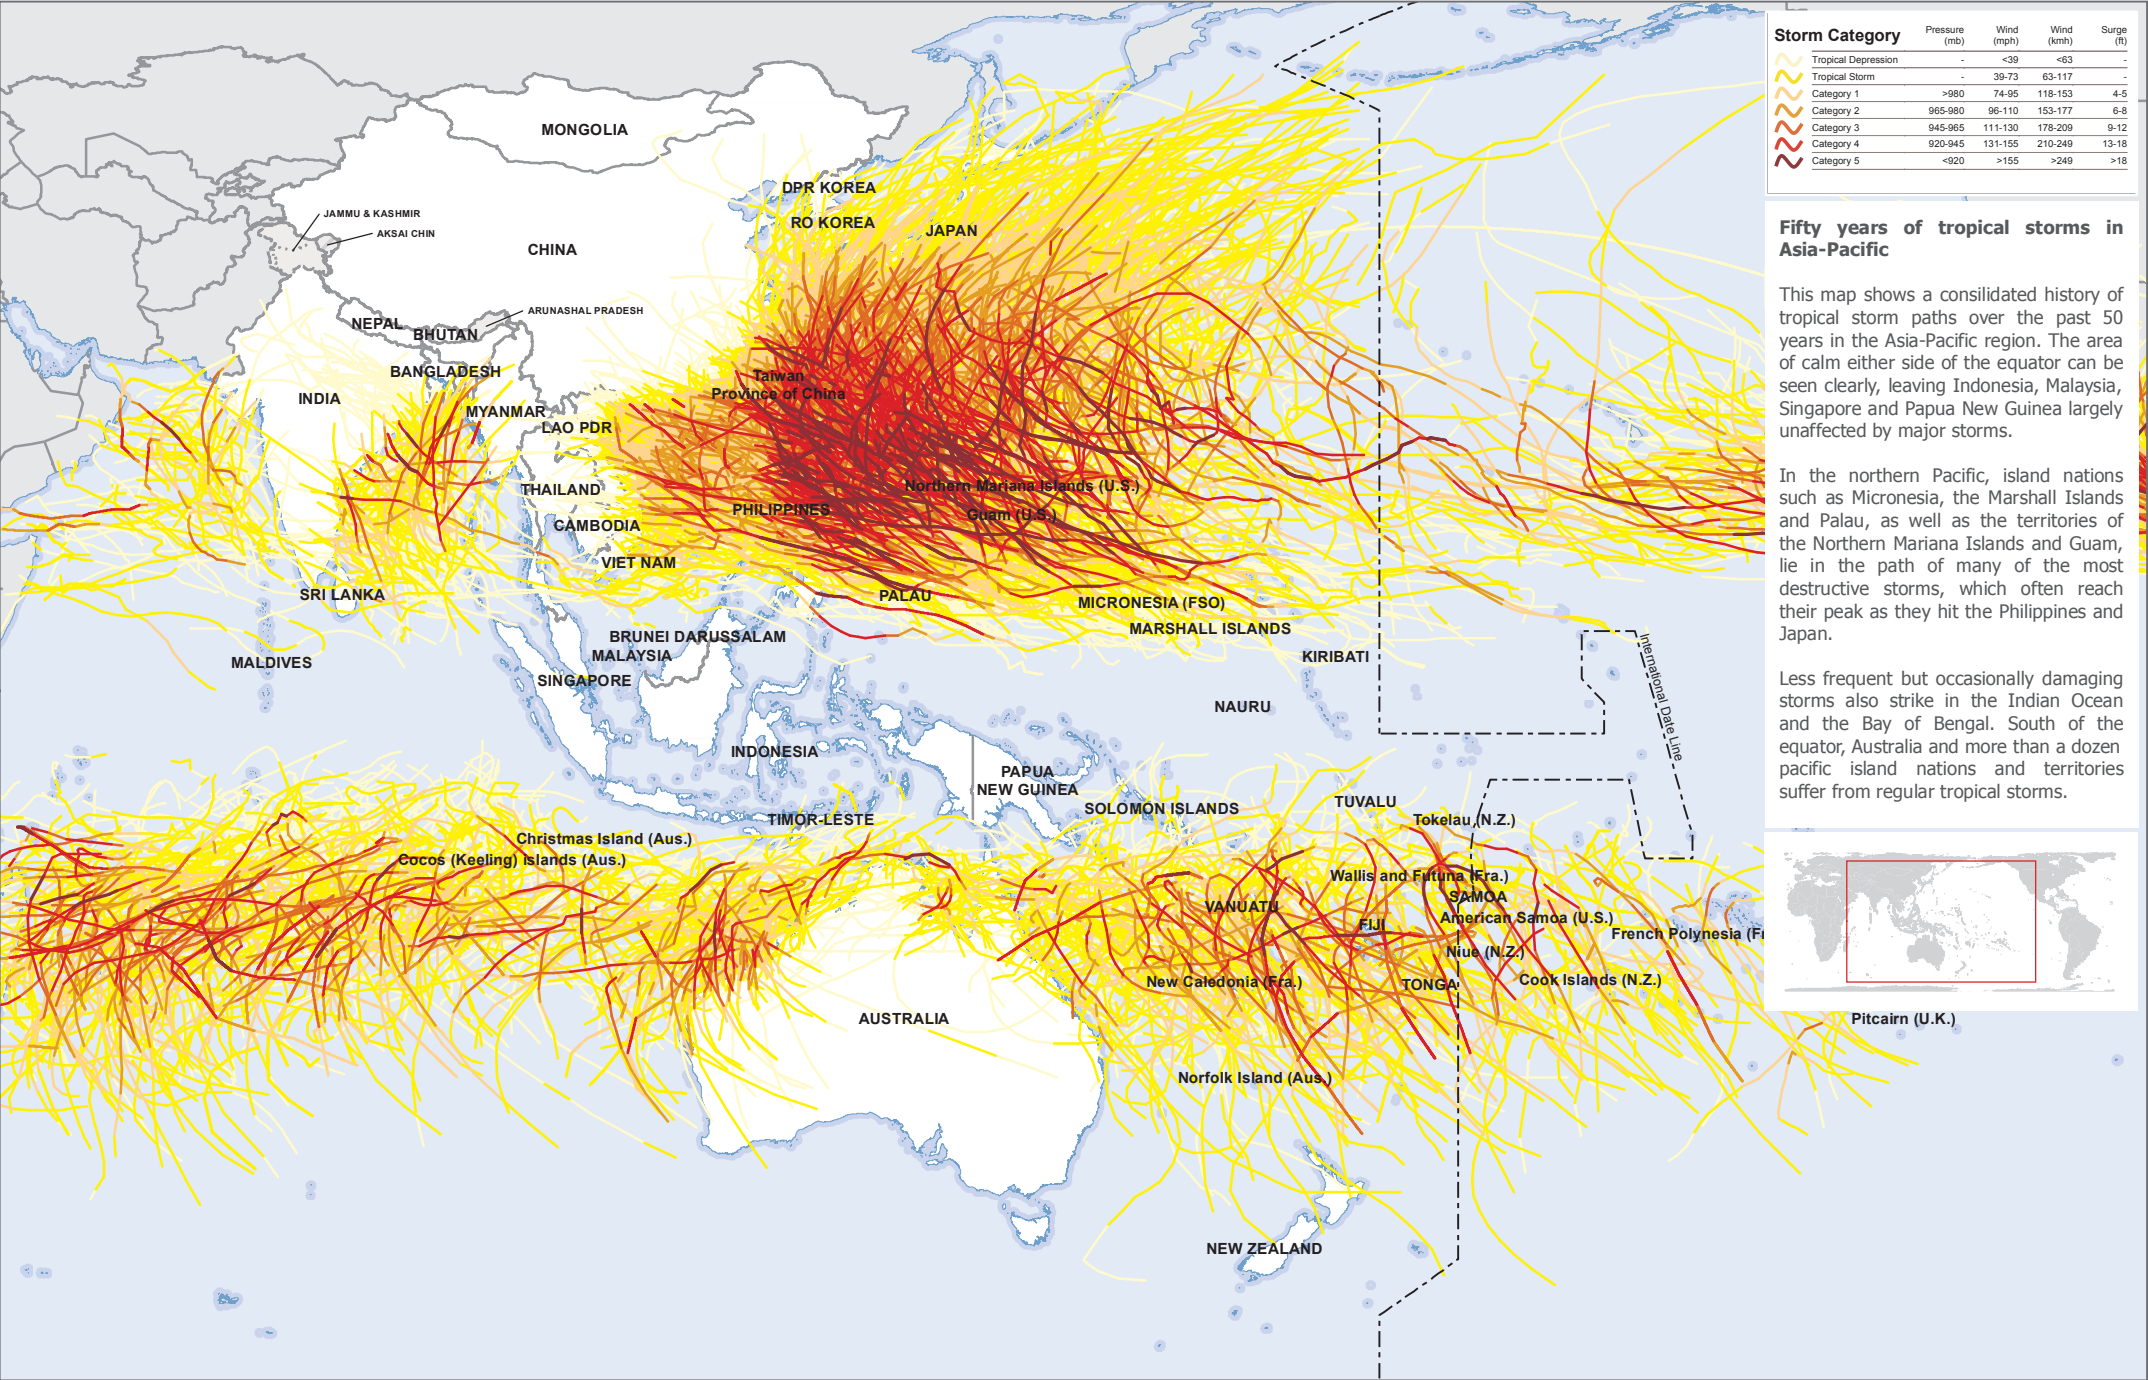 Storm Category Pressure (mb) Wind (mph) Wind (kmh) Surge (ft)
Tropical Depression - <39 <63 -
Tropical Storm - 39-73 63-117 -
Category 1 >980 74-95 118-153 4-5
Category 2 965-980 96-110 153-177 6-8
Category 3 945-965 111-130 178-209 9-12
Category 4 920-945 131-155 210-249 13-18
Category 5 <920 >155 >249 >18
Fifty years of tropical storms in
Asia-Pacific
This map shows a consilidated history of
tropical storm paths over the past 50
years in the Asia-Pacific region. The area
of calm either side of the equator can be
seen clearly, leaving Indonesia, Malaysia,
Singapore and Papua New Guinea largely
unaffected by major storms.
In the northern Pacific, island nations
such as Micronesia, the Marshall Islands
and Palau, as well as the territories of
the Northern Mariana Islands and Guam,
lie in the path of many of the most
destructive storms, which often reach
their peak as they hit the Philippines and
Japan.
Less frequent but occasionally damaging
storms also strike in the Indian Ocean
and the Bay of Bengal. South of the
equator, Australia and more than a dozen
pacific island nations and territories
suffer from regular tropical storms.
MONGOLIA
DPR KOREA
JAMMU & KASHMIR
RO KOREA
JAPAN
AKSAI CHIN
CHINA
ARUNASHAL PRADESH
NEPAL
BHUTAN
BANGLADESH
Taiwan
Province of China
INDIA
MYANMAR
LAO PDR
THAILAND
Northern Mariana Islands (U.S.)
PHILIPPINES
Guam (U.S.)
CAMBODIA
VIET NAM
SRI LANKA
PALAU
MICRONESIA (FSO)
MARSHALL ISLANDS
BRUNEI DARUSSALAM
MALAYSIA
KIRIBATI
MALDIVES
SINGAPORE
International Date Line
NAURU
INDONESIA
PAPUA
NEW GUINEA
SOLOMON ISLANDS
TUVALU
TIMOR-LESTE
Tokelau (N.Z.)
Christmas Island (Aus.)
Cocos (Keeling) islands (Aus.)
Wallis and Futuna (Fra.)
SAMOA
VANUATU
American Samoa (U.S.)
FIJI
French Polynesia (Fr
Niue (N.Z.)
New Caledonia (Fra.)
TONGA
Cook Islands (N.Z.)
AUSTRALIA
Pitcairn (U.K.)
Norfolk Island (Aus.)
NEW ZEALAND